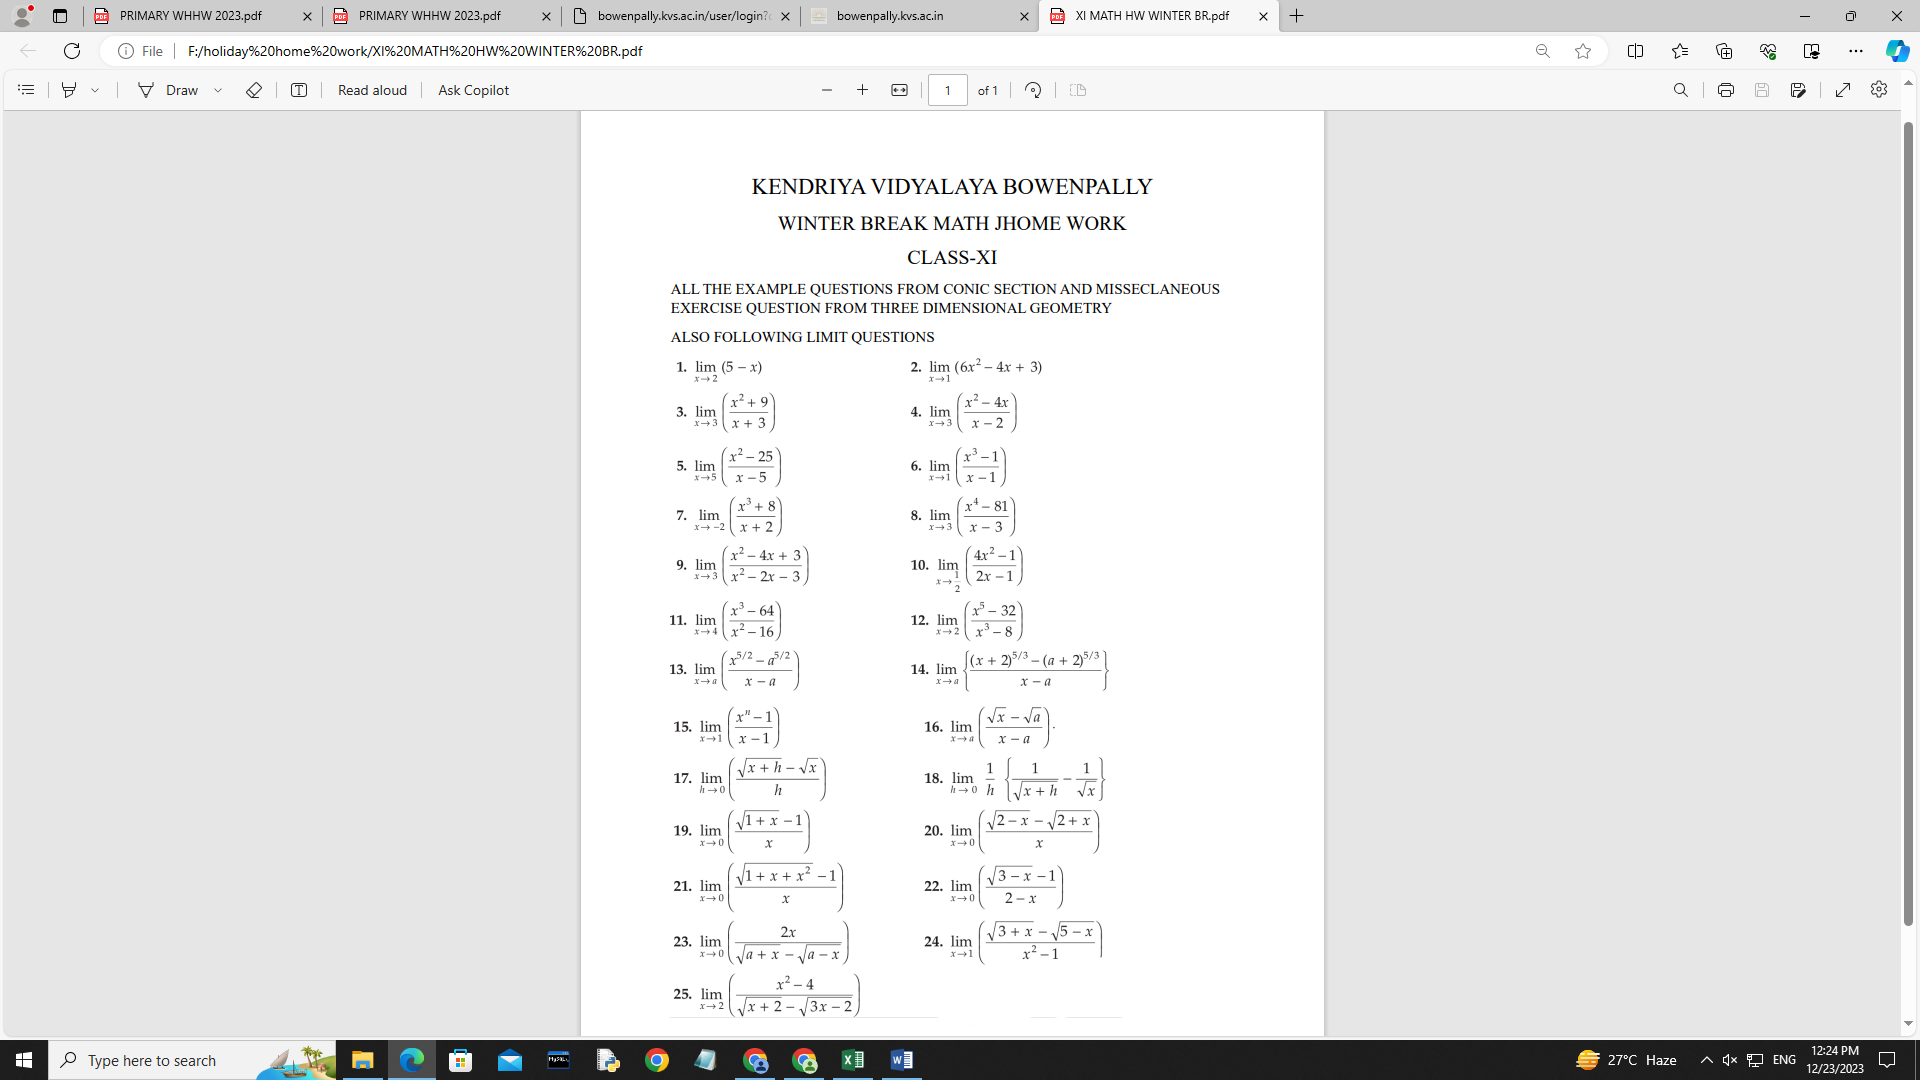 PRIMARY WHHW 2023.pdf PRIMARY WHHW 2023.pdf bowenpally.kvs.ac.in/user/login?c bowenpally.kvs.ac.in XI MATH HW WINTER BR.pdf
File F:/holiday%20home%20work/XI%20MATH%20HW%20WINTER%20BR.pdf
Draw Read aloud Ask Copilot 1 of 1
KENDRIYA VIDYALAYA BOWENPALLY
WINTER BREAK MATH JHOME WORK
CLASS-XI
ALL THE EXAMPLE QUESTIONS FROM CONIC SECTION AND MISSECLANEOUS
EXERCISE QUESTION FROM THREE DIMENSIONAL GEOMETRY
ALSO FOLLOWING LIMIT QUESTIONS
1. lim x→2 (5 − x) 2. lim x→1 (6x² − 4x + 3)
3. lim x→3 ((x² + 9)/(x + 3)) 4. lim x→3 ((x² − 4x)/(x − 2))
5. lim x→5 ((x² − 25)/(x − 5)) 6. lim x→1 ((x³ − 1)/(x − 1))
7. lim x→−2 ((x³ + 8)/(x + 2)) 8. lim x→3 ((x⁴ − 81)/(x − 3))
9. lim x→3 ((x² − 4x + 3)/(x² − 2x − 3)) 10. lim x→1/2 ((4x² − 1)/(2x − 1))
11. lim x→4 ((x³ − 64)/(x² − 16)) 12. lim x→2 ((x⁵ − 32)/(x³ − 8))
13. lim x→a ((x^5/2 − a^5/2)/(x − a)) 14. lim x→a {((x + 2)^5/3 − (a + 2)^5/3)/(x − a)}
15. lim x→1 ((xⁿ − 1)/(x − 1)) 16. lim x→a ((√x − √a)/(x − a)).
17. lim h→0 ((√(x + h) − √x)/h) 18. lim h→0 1/h {1/√(x + h) − 1/√x}
19. lim x→0 ((√(1 + x) − 1)/x) 20. lim x→0 ((√(2 − x) − √(2 + x))/x)
21. lim x→0 ((√(1 + x + x²) − 1)/x) 22. lim x→0 ((√(3 − x) − 1)/(2 − x))
23. lim x→0 (2x/(√(a + x) − √(a − x))) 24. lim x→1 ((√(3 + x) − √(5 − x))/(x² − 1))
25. lim x→2 ((x² − 4)/(√(x + 2) − √(3x − 2)))
Type here to search MySQL 27°C Haze ENG 12:24 PM
12/23/2023